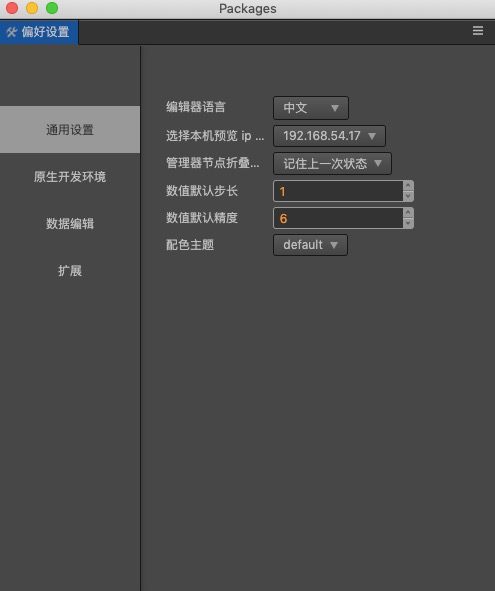 Packages
偏好设置
通用设置
原生开发环境
数据编辑
扩展
编辑器语言 中文
选择本机预览 ip ... 192.168.54.17
管理器节点折叠... 记住上一次状态
数值默认步长 1
数值默认精度 6
配色主题 default